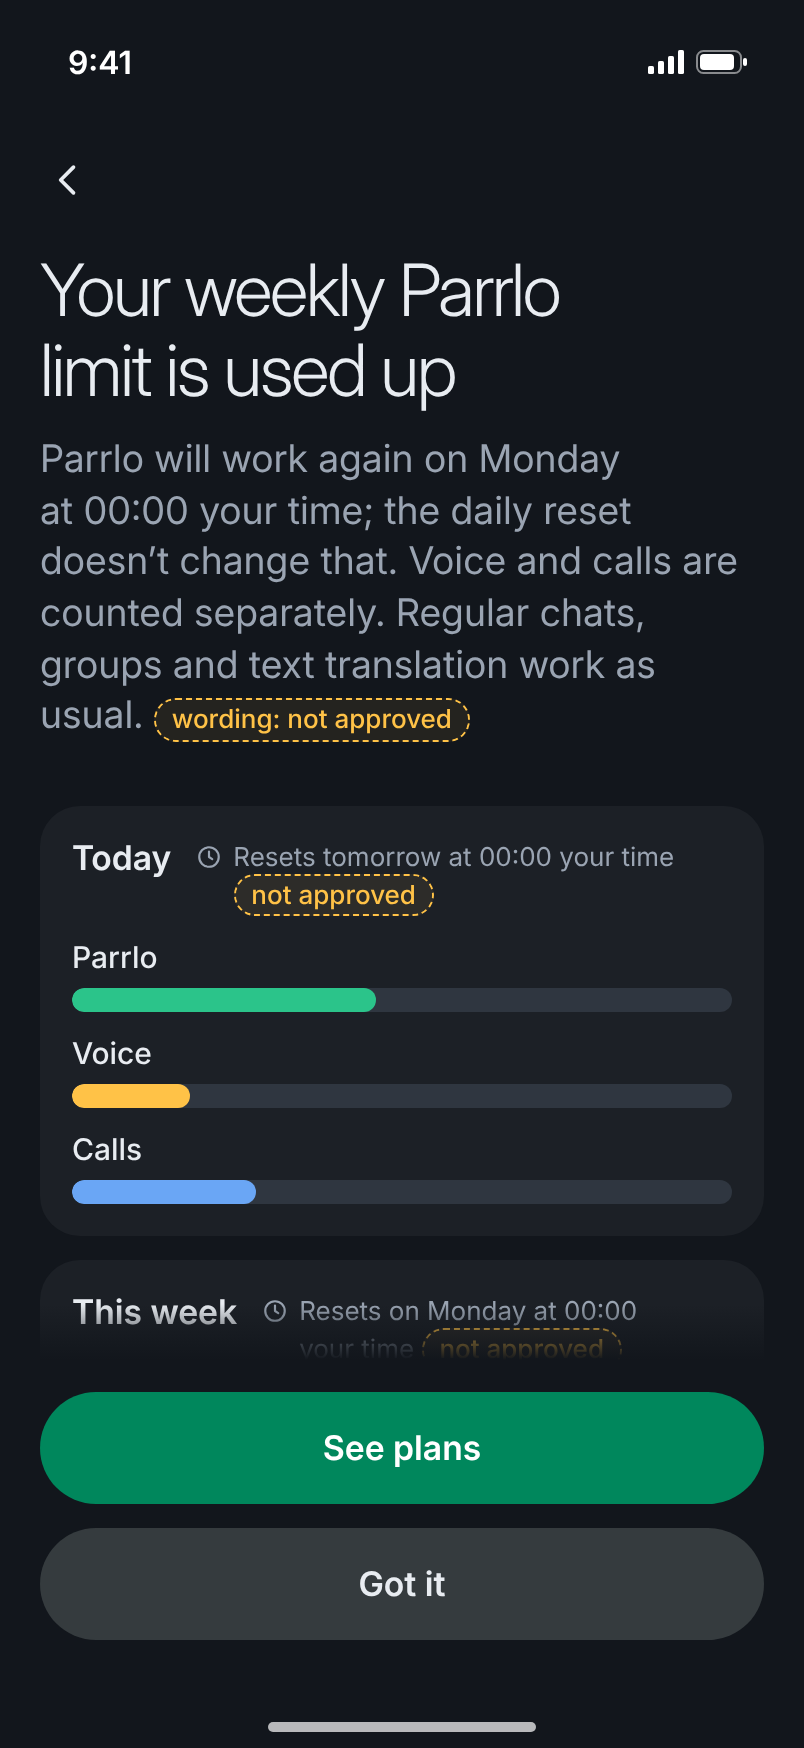 9:41
Your weekly Parrlo
limit is used up
Parrlo will work again on Monday
at 00:00 your time; the daily reset
doesn’t change that. Voice and calls are
counted separately. Regular chats,
groups and text translation work as
usual. wording: not approved
Today Resets tomorrow at 00:00 your time
not approved
Parrlo
Voice
Calls
This week Resets on Monday at 00:00
your time not approved
See plans
Got it